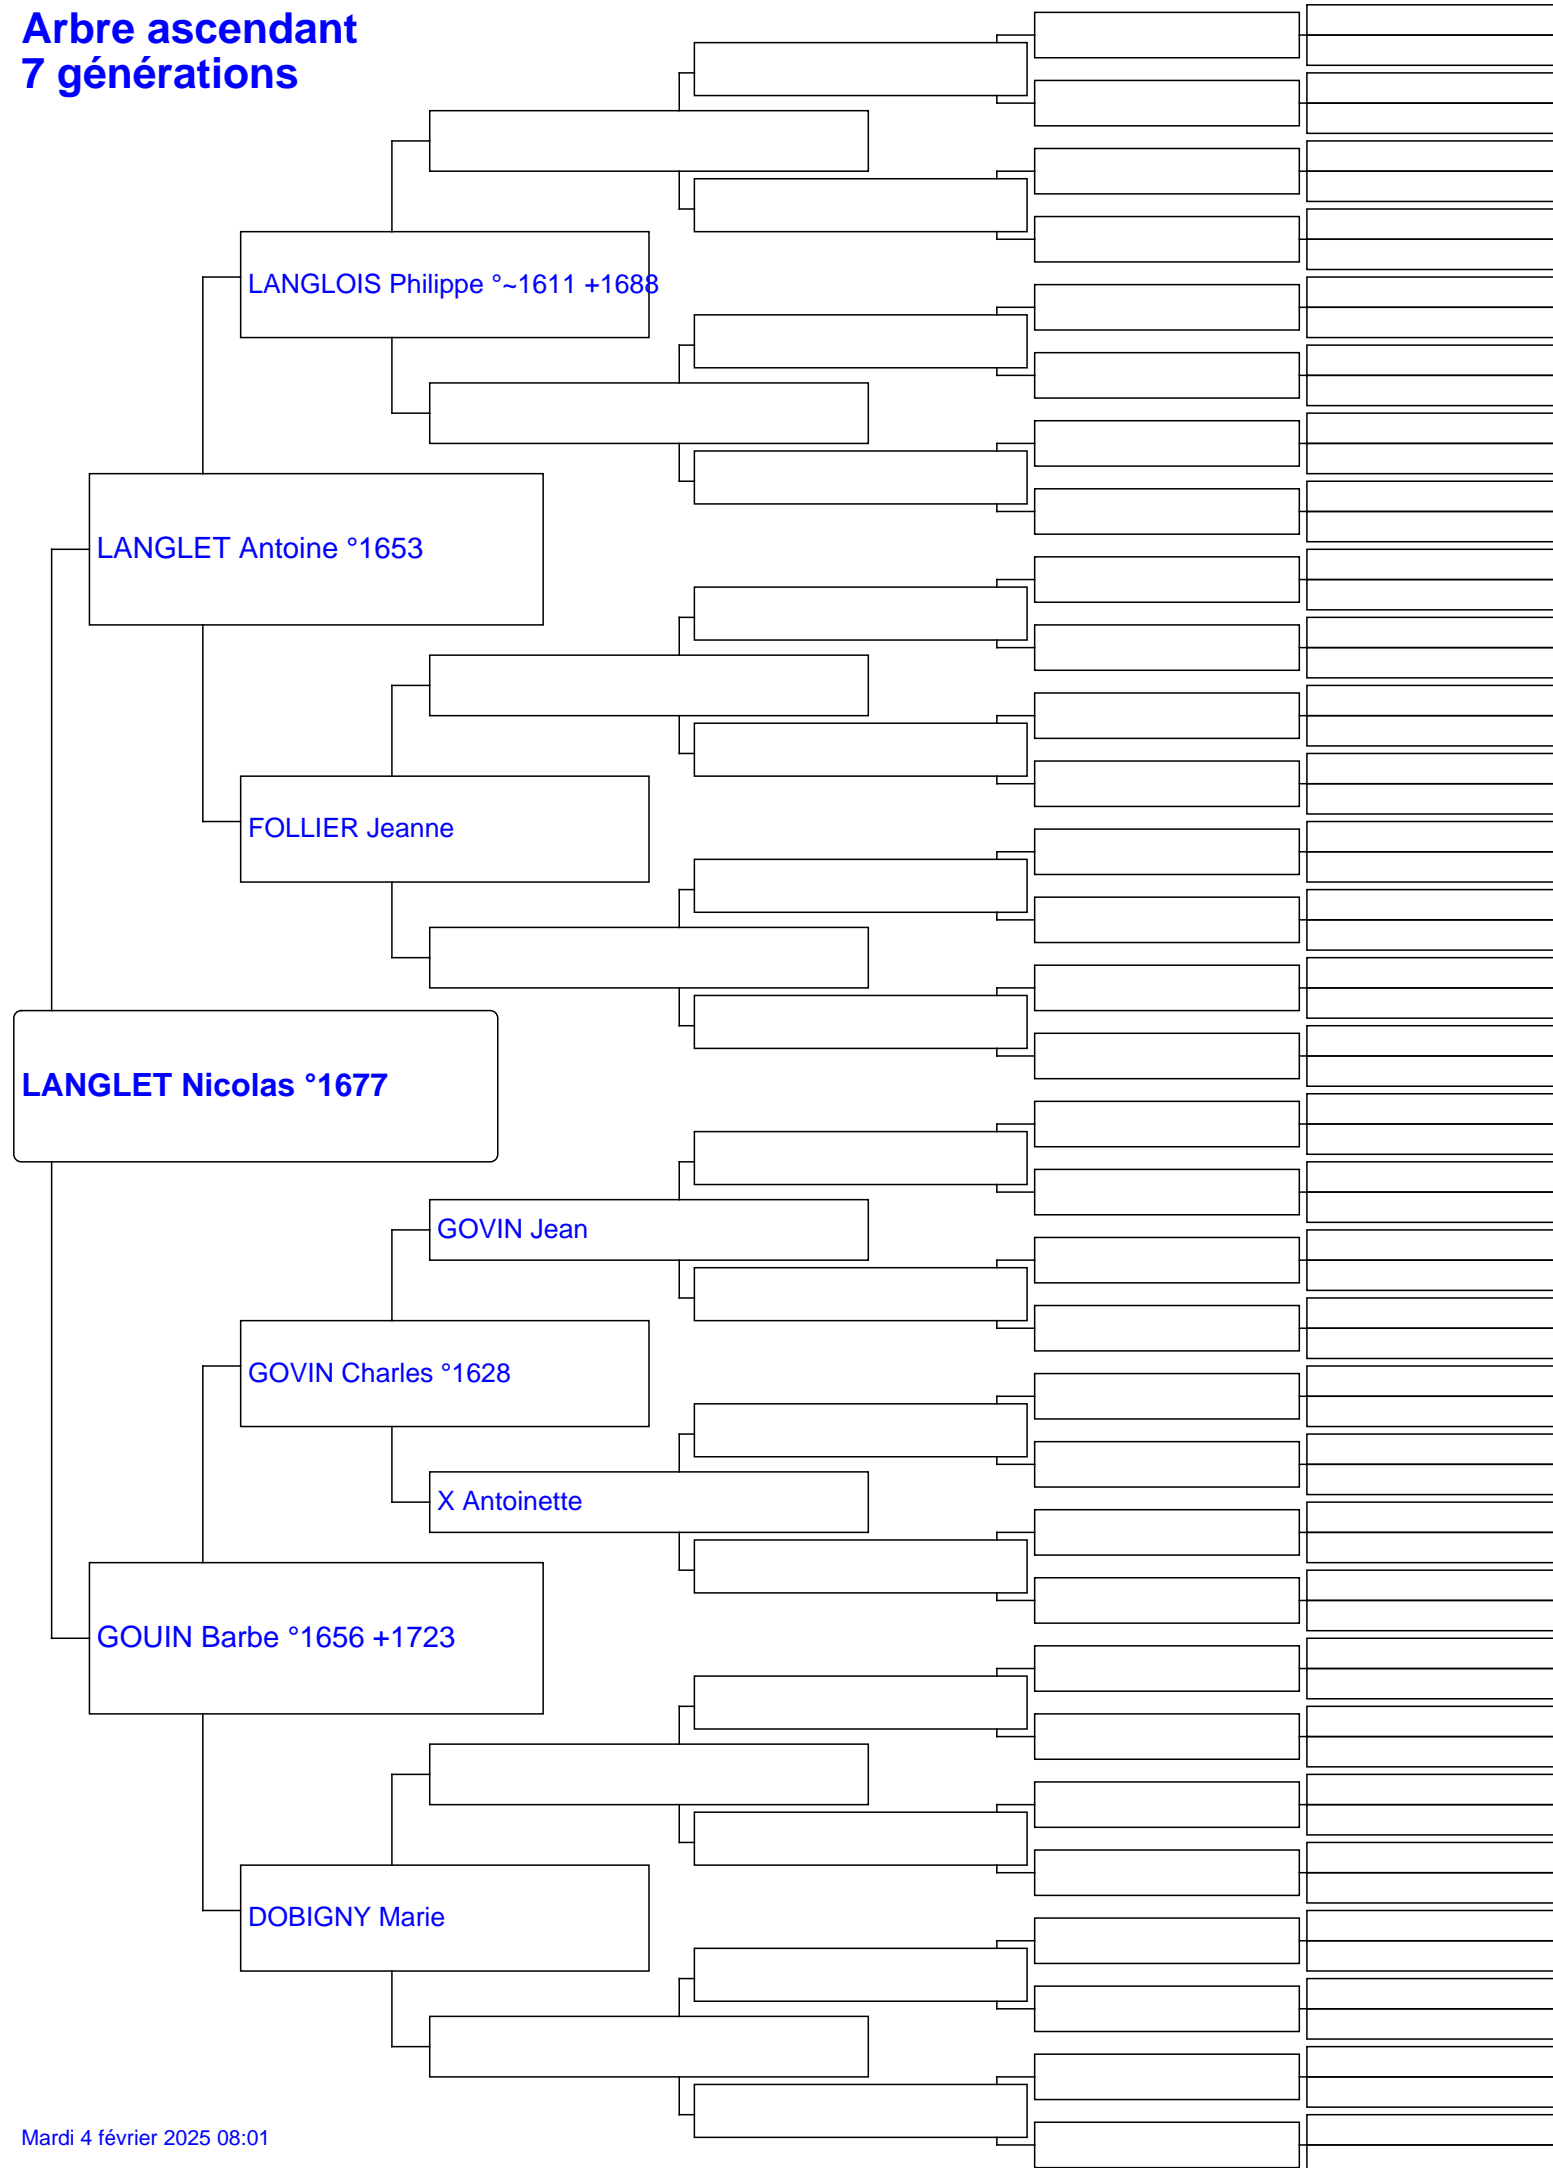 Arbre ascendant
7 générations
LANGLOIS Philippe °~1611 +1688
LANGLET Antoine °1653
FOLLIER Jeanne
LANGLET Nicolas °1677
GOVIN Jean
GOVIN Charles °1628
X Antoinette
GOUIN Barbe °1656 +1723
DOBIGNY Marie
Mardi 4 février 2025 08:01